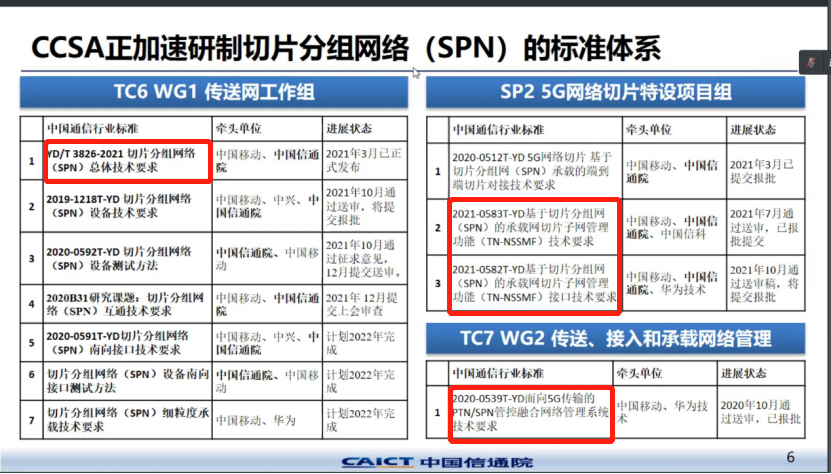 CCSA正加速研制切片分组网络（SPN）的标准体系
TC6 WG1 传送网工作组
中国通信行业标准 牵头单位 进展状态
1 YD/T 3826-2021 切片分组网络 中国移动、中国信通 2021年3月已正
（SPN）总体技术要求 院 式发布
2 2019-1218T-YD 切片分组网络 中国移动、中兴、中 2021年10月通
（SPN）设备技术要求 国信通院 过送审，将提
交报批
3 2020-0592T-YD 切片分组网络 中国信通院、中国移 2021年10月通
（SPN）设备测试方法 动 过征求意见，
12月提交送审。
4 2020B31研究课题：切片分组网 中国移动、中国信通 2021年 12月提
络（SPN）互通技术要求 院 交上会审查
5 2020-0591T-YD切片分组网络 中国移动、中兴、中 计划2022年完
（SPN）南向接口技术要求 国信通院 成
6 切片分组网络（SPN）设备南向 中国信通院、中国移 计划2022年完
接口测试方法 动 成
7 切片分组网络（SPN）细粒度承 中国移动、华为 计划2022年完
载技术要求 成
SP2 5G网络切片特设项目组
中国通信行业标准 牵头单位 进展状态
1 2020-0512T-YD 5G网络切片 基于 中国移动、中国信 2021年3月已
切片分组网（SPN）承载的端到 通院 提交报批
端切片对接技术要求
2 2021-0583T-YD基于切片分组网 中国移动、中国信 2021年7月通
（SPN）的承载网切片子网管理 通院、中国信科 过送审，已报
功能（TN-NSSMF）技术要求 批提交
3 2021-0582T-YD基于切片分组网 中国移动、中国信 2021年10月通
（SPN）的承载网切片子网管理 通院、华为技术 过送审稿，将
功能（TN-NSSMF）接口技术要求 提交报批
TC7 WG2 传送、接入和承载网络管理
中国通信行业标准 牵头单位 进展状态
1 2020-0539T-YD面向5G传输的 中国移动、华为技 2020年10月通
PTN/SPN管控融合网络管理系统 术 过送审，已报批
技术要求
CAICT 中国信通院
6